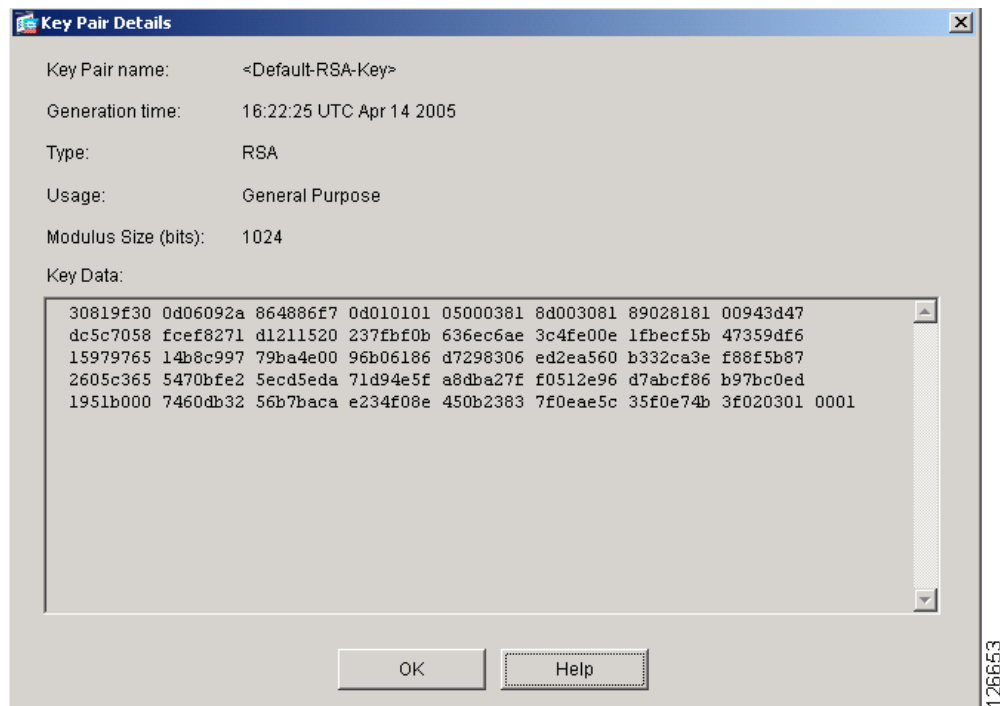 Key Pair Details
Key Pair name: <Default-RSA-Key>
Generation time: 16:22:25 UTC Apr 14 2005
Type: RSA
Usage: General Purpose
Modulus Size (bits): 1024
Key Data:
30819f30 0d06092a 864886f7 0d010101 05000381 8d003081 89028181 00943d47
dc5c7058 fcef8271 d1211520 237fbf0b 636ec6ae 3c4fe00e 1fbecf5b 47359df6
15979765 14b8c997 79ba4e00 96b06186 d7298306 ed2ea560 b332ca3e f88f5b87
2605c365 5470bfe2 5ecd5eda 71d94e5f a8dba27f f0512e96 d7abcf86 b97bc0ed
1951b000 7460db32 56b7baca e234f08e 450b2383 7f0eae5c 35f0e74b 3f020301 0001
OK
Help
126653